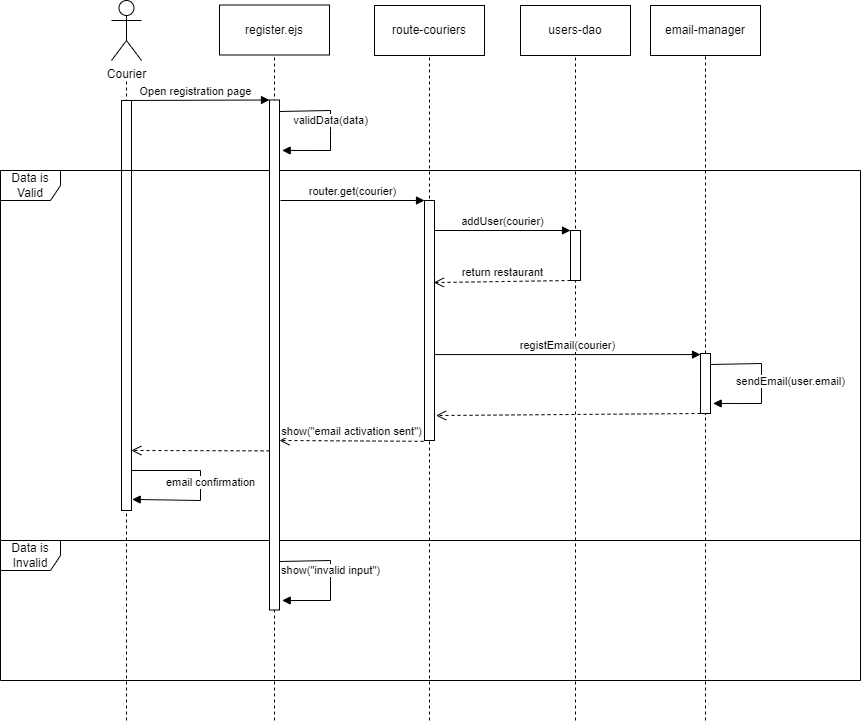 register.ejs
route-couriers
users-dao
email-manager
Courier
Open registration page
validData(data)
Data is
Valid
router.get(courier)
addUser(courier)
return restaurant
registEmail(courier)
sendEmail(user.email)
show("email activation sent")
email confirmation
Data is
Invalid
show("invalid input")